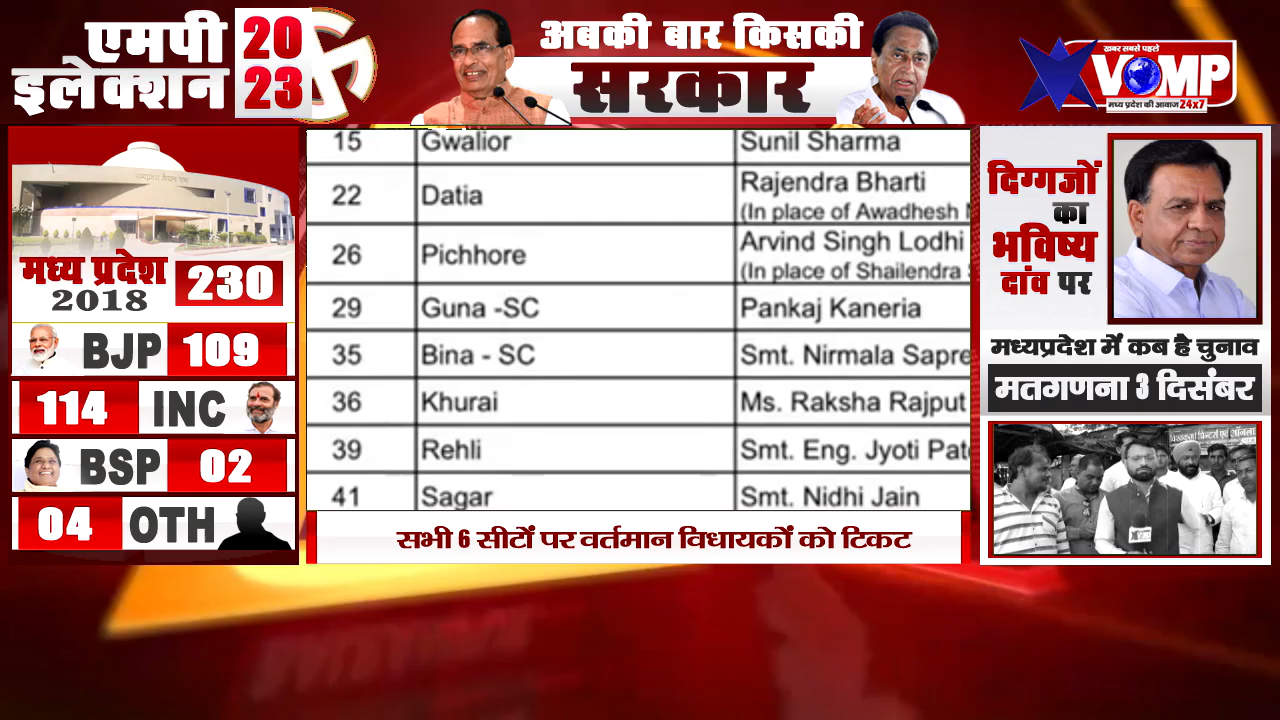 एमपी
इलेक्शन
20
23
अबकी बार किसकी
सरकार
खबर सबसे पहले
VOMP
मध्य प्रदेश की आवाज 24x7
मध्य प्रदेश
2018
230
BJP 109
114 INC
BSP 02
04 OTH
15 Gwalior Sunil Sharma
22 Datia Rajendra Bharti
(In place of Awadhesh
26 Pichhore Arvind Singh Lodhi
(In place of Shailendra
29 Guna -SC Pankaj Kaneria
35 Bina - SC Smt. Nirmala Sapre
36 Khurai Ms. Raksha Rajput
39 Rehli Smt. Eng. Jyoti Pat
41 Sagar Smt. Nidhi Jain
सभी 6 सीटों पर वर्तमान विधायकों को टिकट
दिग्गजों
का
भविष्य
दांव पर
मध्यप्रदेश में कब है चुनाव
मतगणना 3 दिसंबर